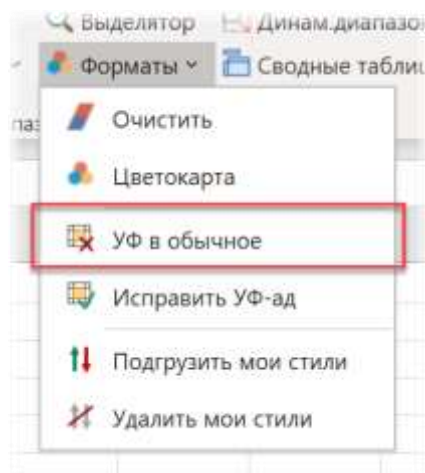 Выделятор Динам.диапазо
Форматы Сводные таблиц
паз
Очистить
Цветокарта
УФ в обычное
Исправить УФ-ад
Подгрузить мои стили
Удалить мои стили